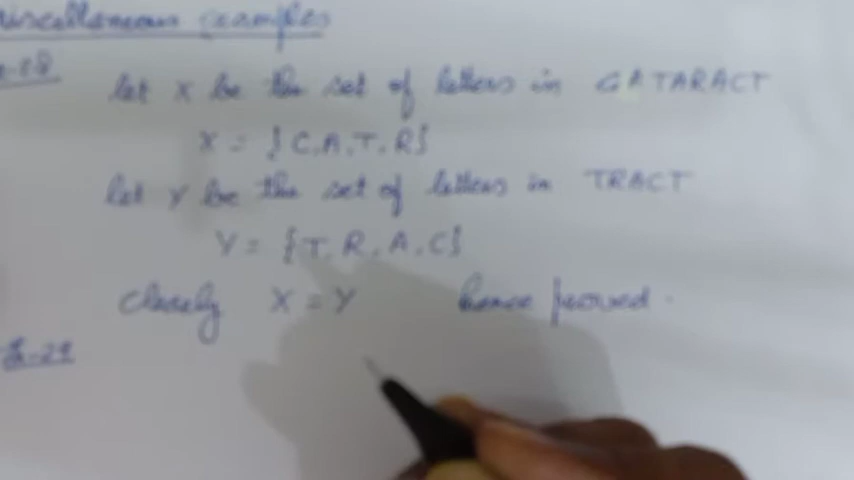 Miscellaneous examples
let X be the set of letters in CATARACT
X = {C, A, T, R}
let Y be the set of letters in TRACT
Y = {T, R, A, C}
Clearly X = Y hence proved.